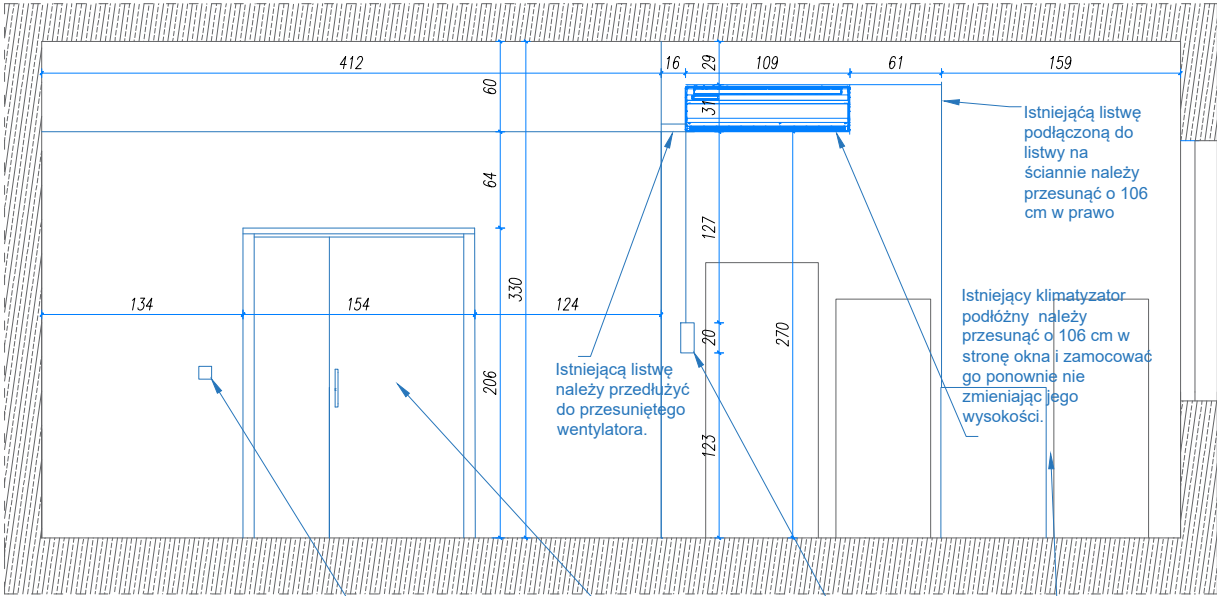 412
16
29
109
61
159
60
31
Istniejąćą listwę
podłączoną do
listwy na
ściannie należy
przesunąć o 106
cm w prawo
64
127
134
154
124
330
20
270
Istniejący klimatyzator
podłóżny należy
przesunąć o 106 cm w
stronę okna i zamocować
go ponownie nie
zmieniając jego
wysokości.
Istniejącą listwę
należy przedłużyć
do przesuniętego
wentylatora.
206
123